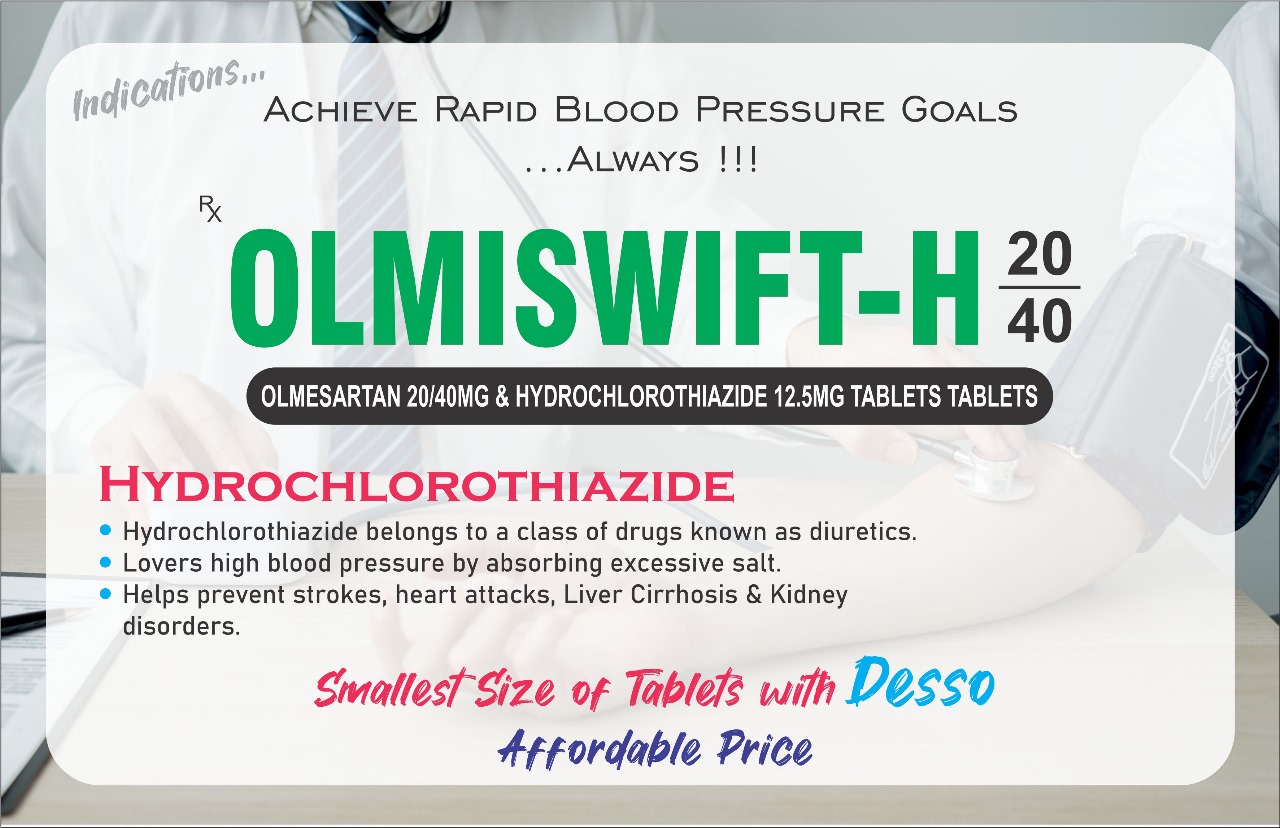 Indications...
Achieve Rapid Blood Pressure Goals
...Always !!!
Rx
OLMISWIFT-H 20/40
OLMESARTAN 20/40MG & HYDROCHLOROTHIAZIDE 12.5MG TABLETS TABLETS
Hydrochlorothiazide
• Hydrochlorothiazide belongs to a class of drugs known as diuretics.
• Lovers high blood pressure by absorbing excessive salt.
• Helps prevent strokes, heart attacks, Liver Cirrhosis & Kidney
disorders.
Smallest Size of Tablets with Desso
Affordable Price